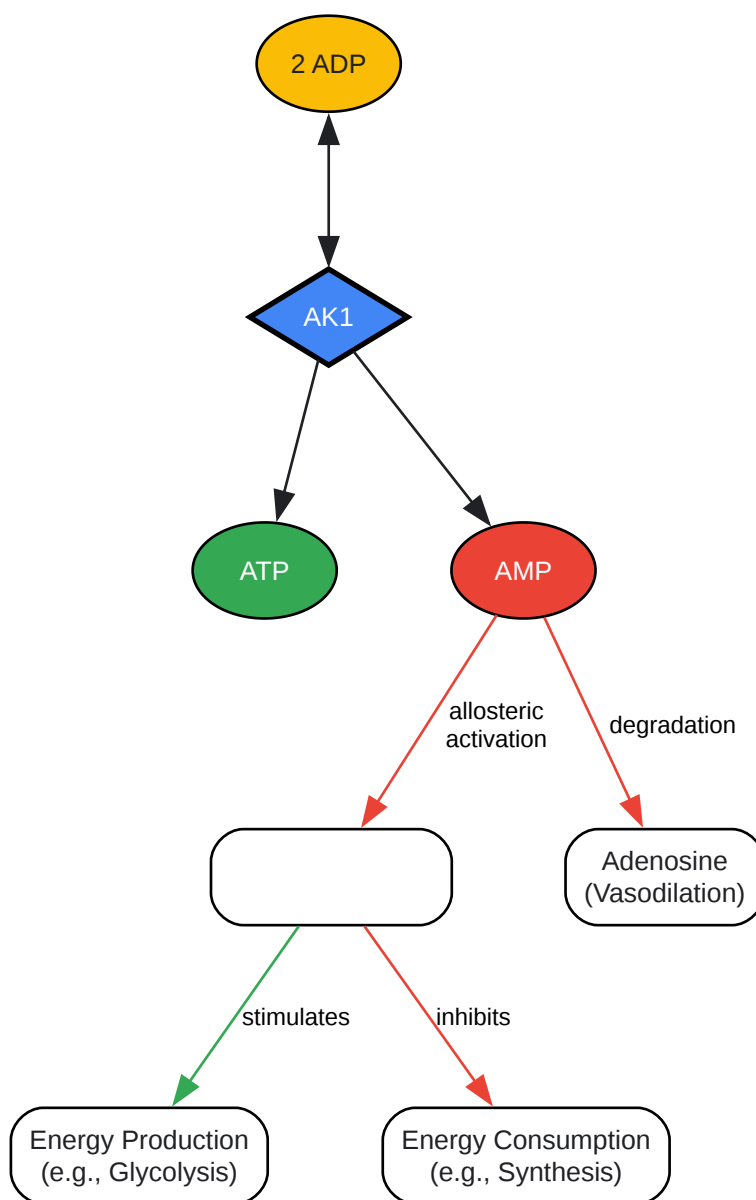 2 ADP
AK1
ATP
AMP
allosteric
activation
degradation
Adenosine
(Vasodilation)
stimulates
inhibits
Energy Production
(e.g., Glycolysis)
Energy Consumption
(e.g., Synthesis)